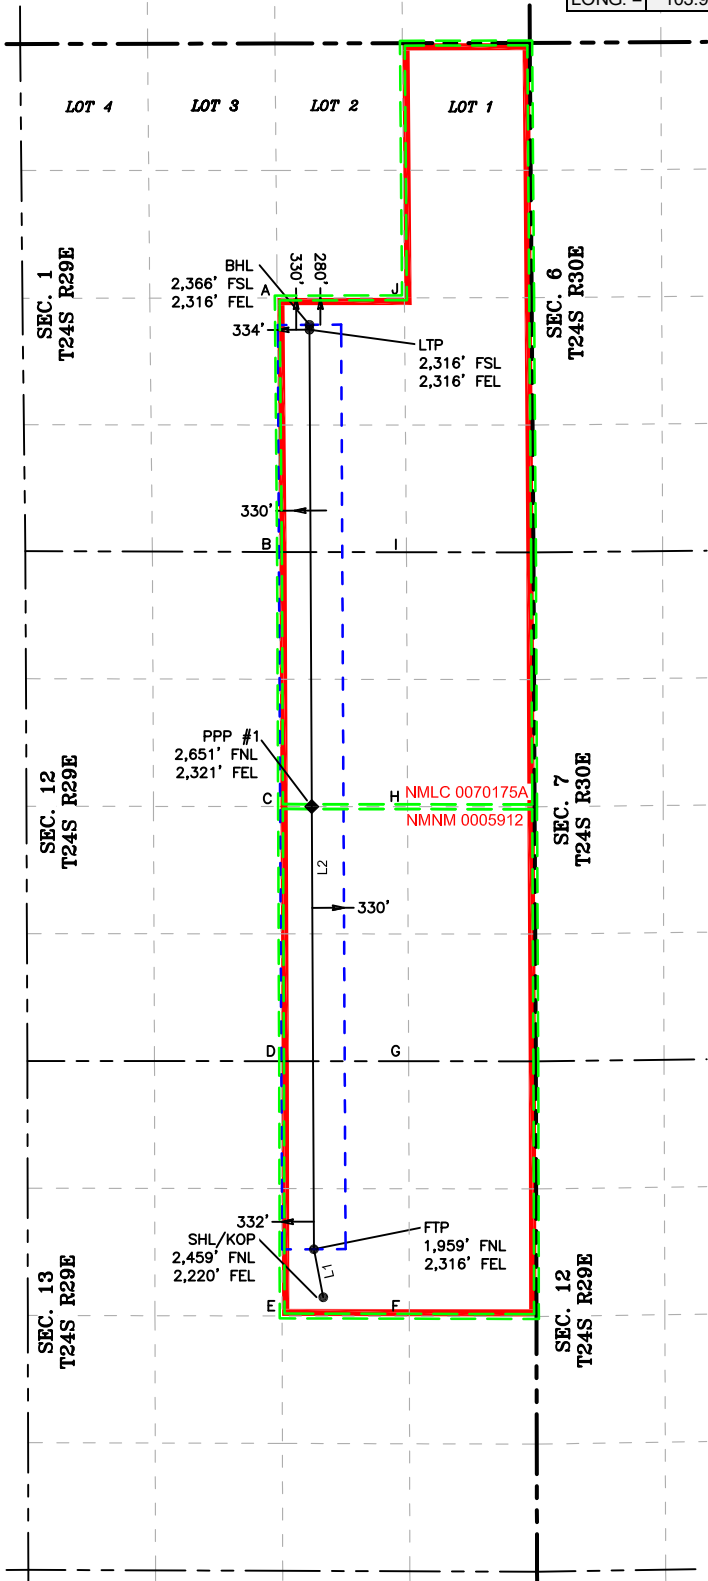 LONG. =
LOT 4
LOT 3
LOT 2
LOT 1
SEC. 1
T24S R29E
SEC. 6
T24S R30E
BHL
2,366' FSL
2,316' FEL
330'
280'
A
J
334'
LTP
2,316' FSL
2,316' FEL
330'
B
I
PPP #1
2,651' FNL
2,321' FEL
SEC. 12
T24S R29E
SEC. 7
T24S R30E
C
H
NMLC 0070175A
NMNM 0005912
L2
330'
D
G
332'
SHL/KOP
2,459' FNL
2,220' FEL
FTP
1,959' FNL
2,316' FEL
L1
E
F
SEC. 13
T24S R29E
SEC. 12
T24S R29E